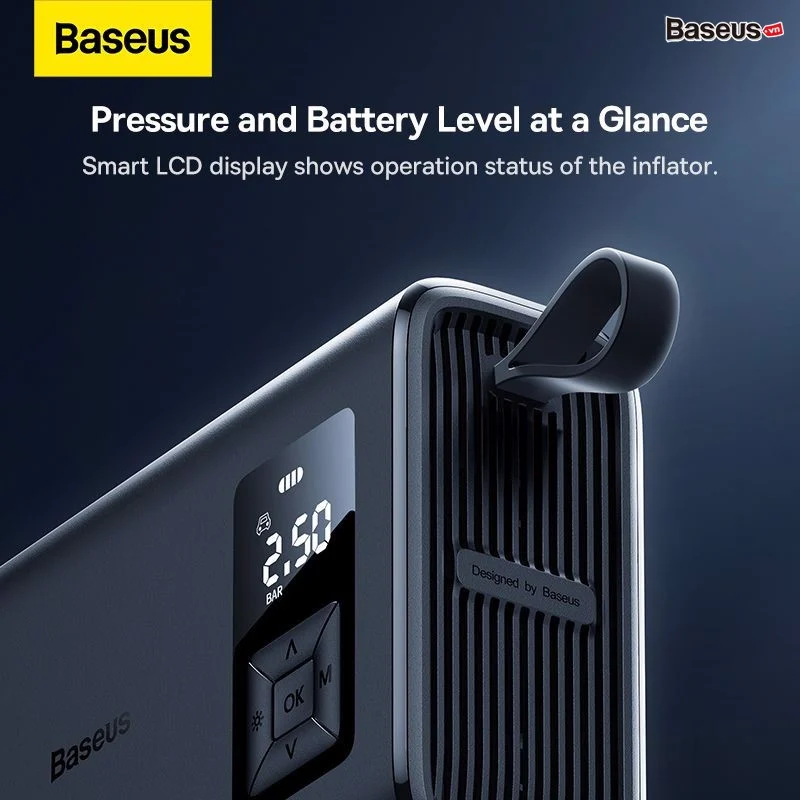 Baseus
Baseus.vn
Pressure and Battery Level at a Glance
Smart LCD display shows operation status of the inflator.
2.50
BAR
Designed by Baseus
M
OK
Baseus